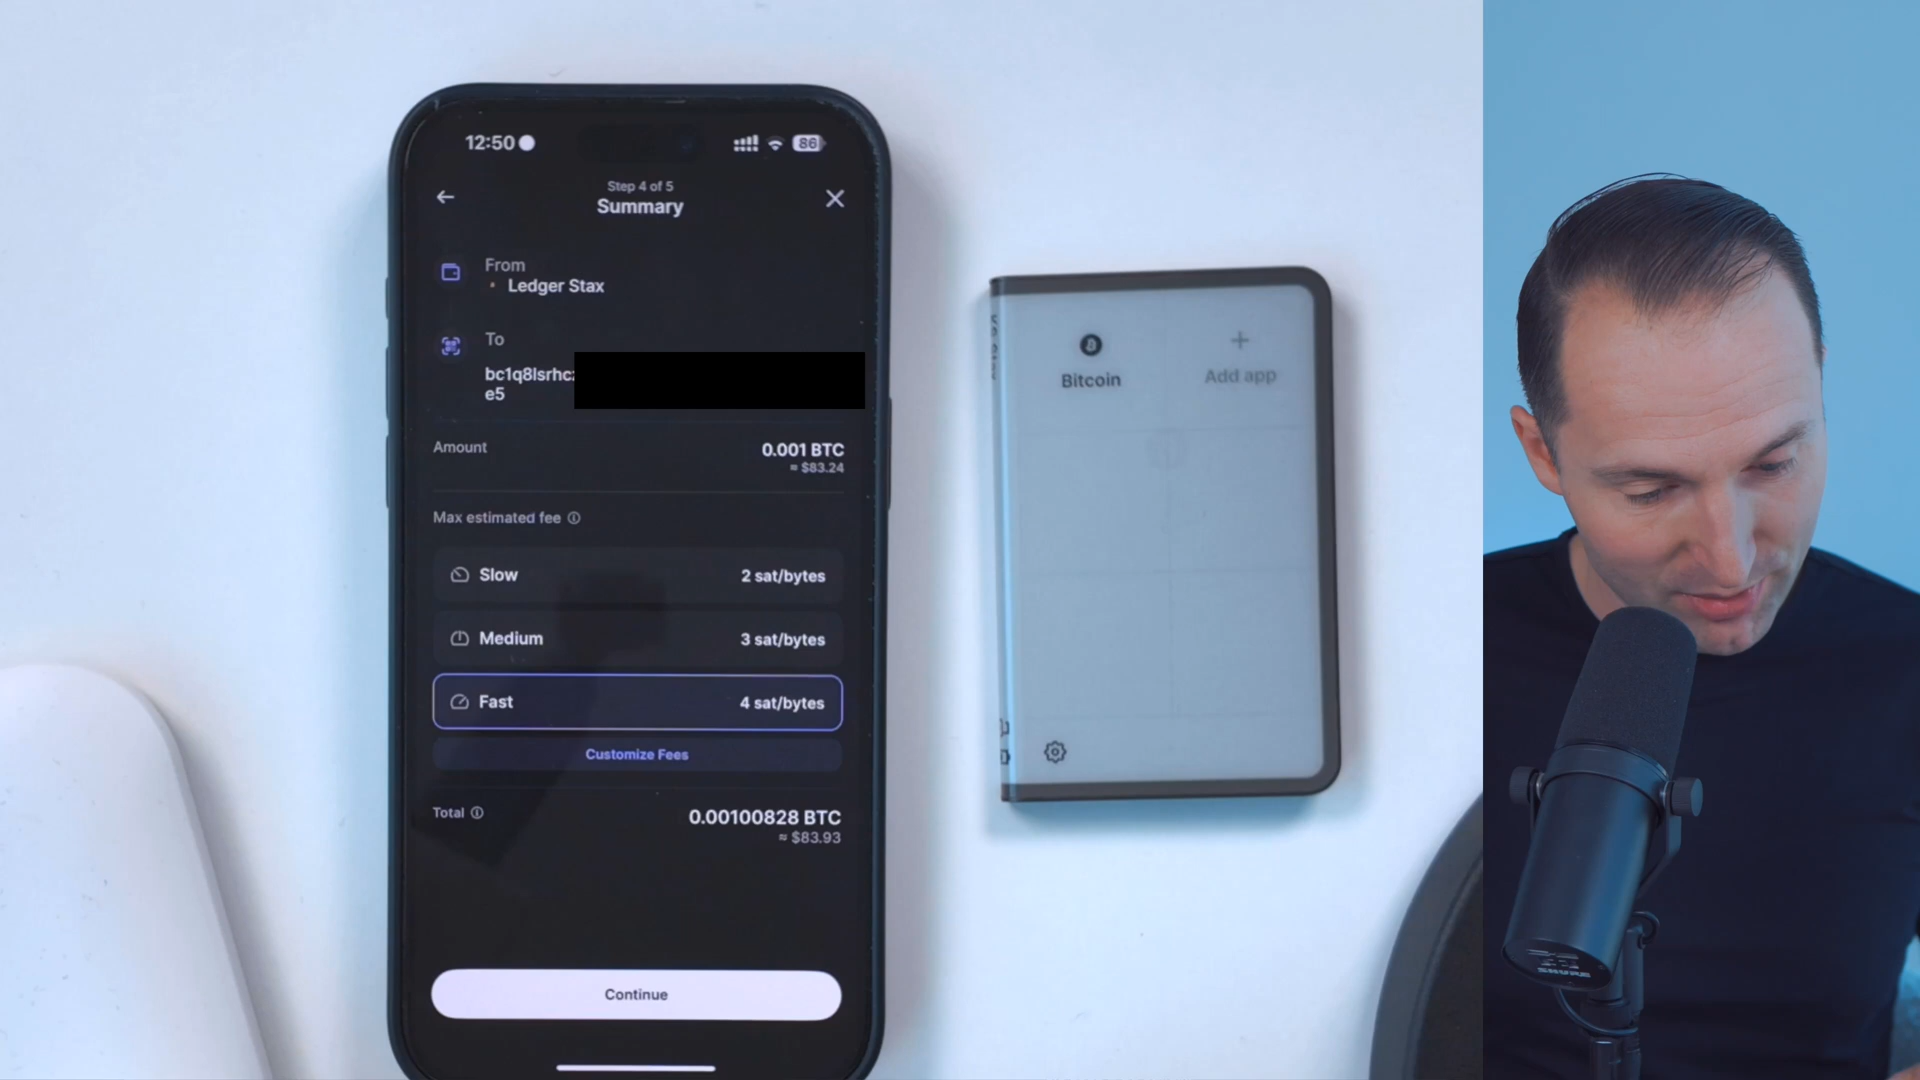 12:50
86
Step 4 of 5
Summary
From
Ledger Stax
To
bc1q8lsrhc
e5
Amount
0.001 BTC
≈ $83.24
Max estimated fee
Slow
2 sat/bytes
Medium
3 sat/bytes
Fast
4 sat/bytes
Customize Fees
Total
0.00100828 BTC
≈ $83.93
Continue
Bitcoin
Add app
SHURE